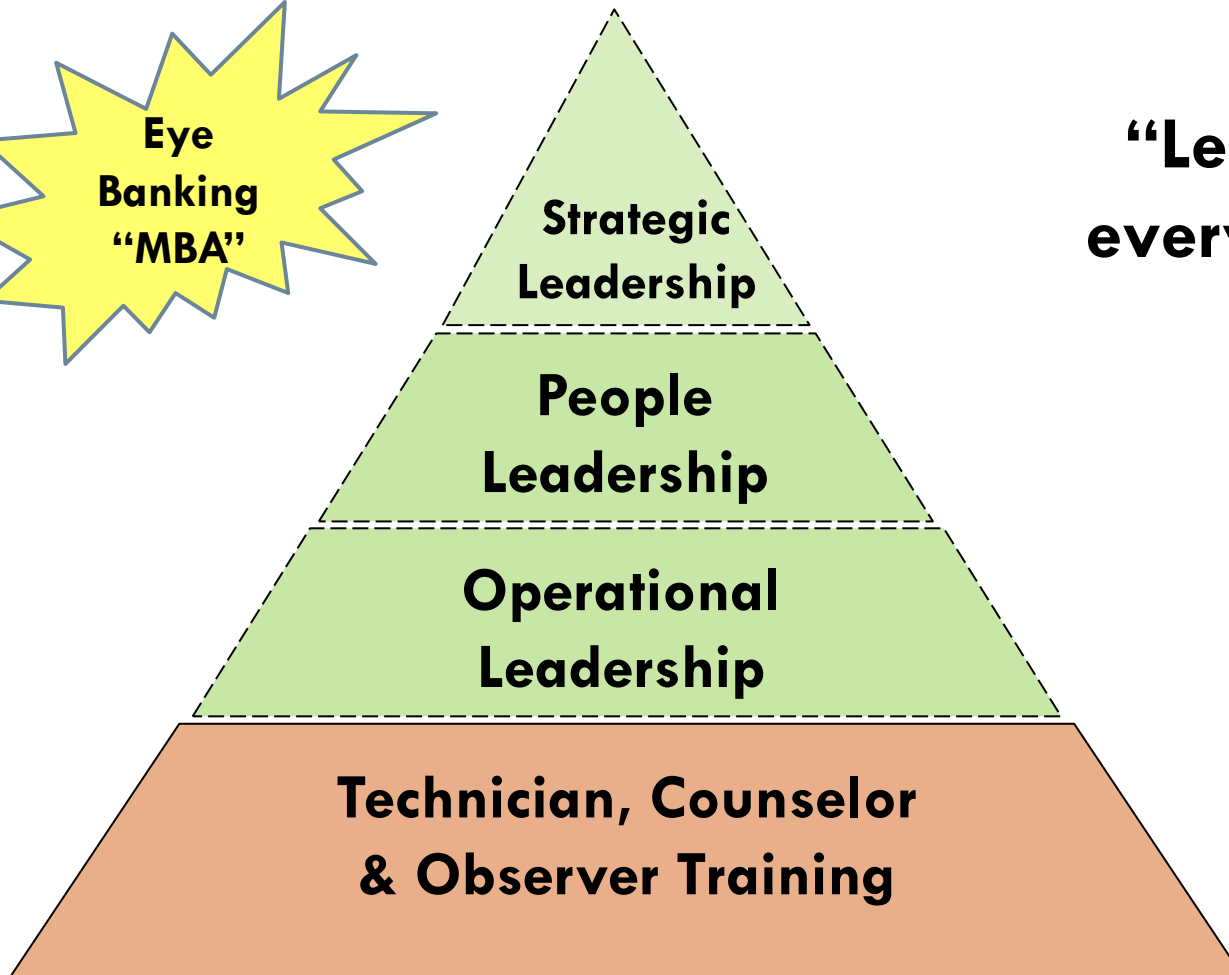 Eye
Banking
“MBA”
Strategic
Leadership
People
Leadership
Operational
Leadership
Technician, Counselor
& Observer Training